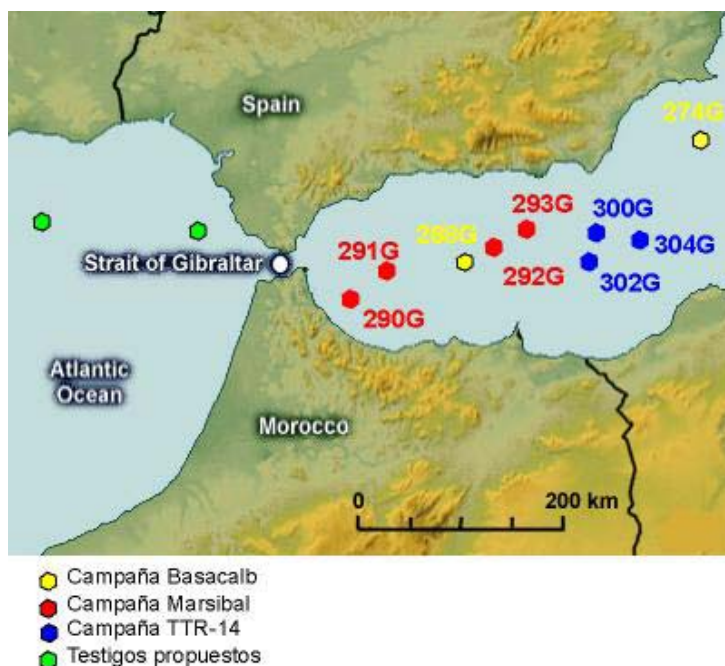 Spain
274G
293G
300G
298G
304G
291G
Strait of Gibraltar
292G
302G
290G
Atlantic
Ocean
Morocco
0
200 km
Campaña Basacalb
Campaña Marsibal
Campaña TTR-14
Testigos propuestos